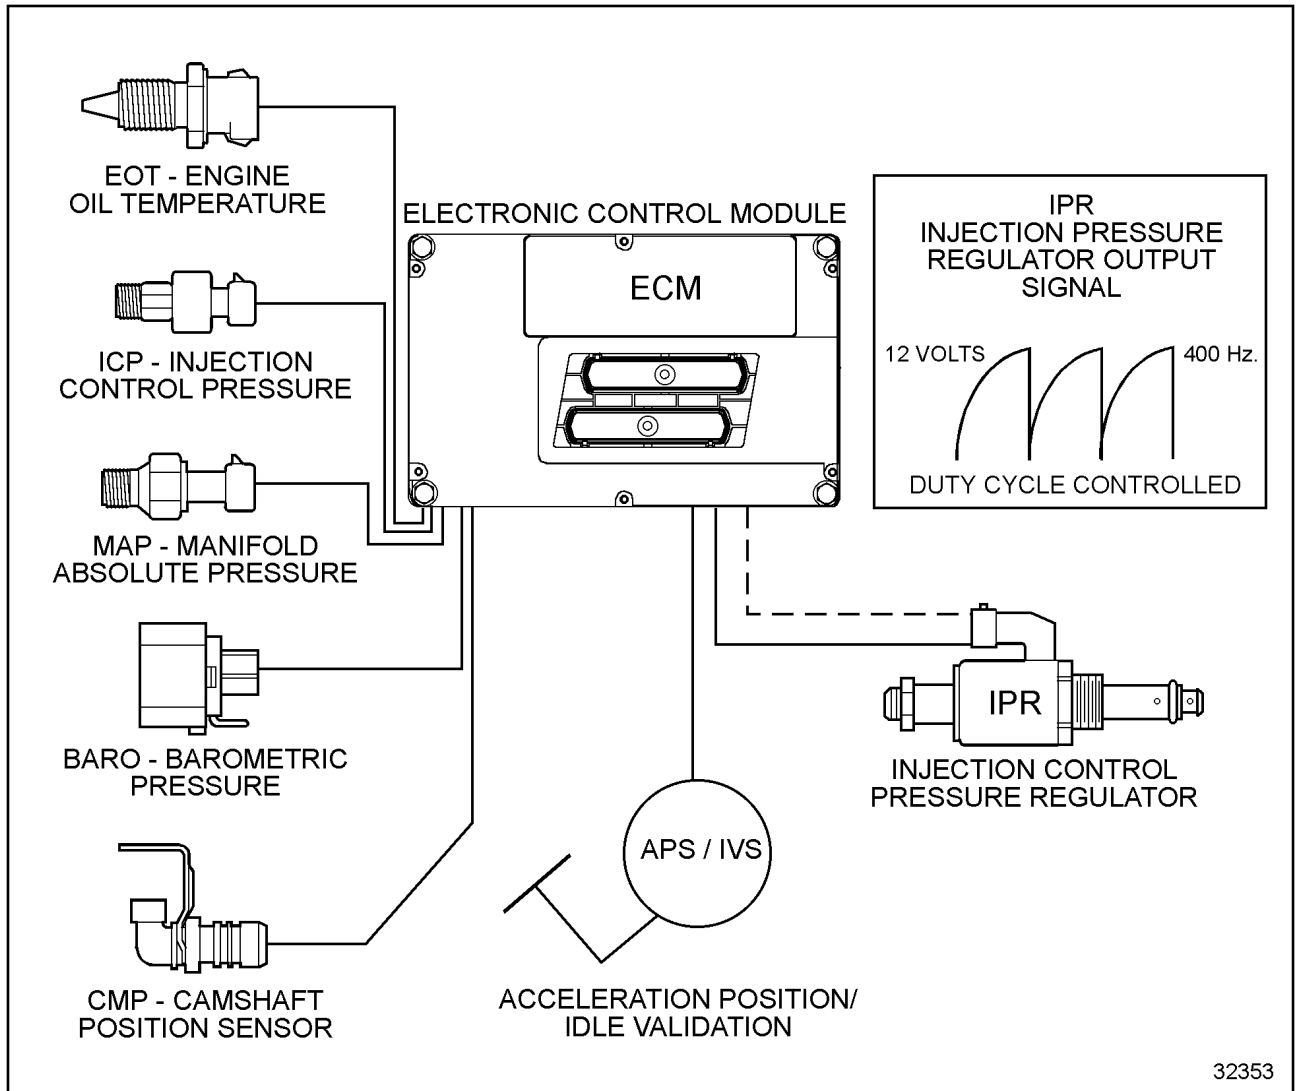 EOT - ENGINE
OIL TEMPERATURE
ICP - INJECTION
CONTROL PRESSURE
MAP - MANIFOLD
ABSOLUTE PRESSURE
BARO - BAROMETRIC
PRESSURE
CMP - CAMSHAFT
POSITION SENSOR
ELECTRONIC CONTROL MODULE
ECM
APS / IVS
ACCELERATION POSITION/
IDLE VALIDATION
IPR
INJECTION PRESSURE
REGULATOR OUTPUT
SIGNAL
12 VOLTS
400 Hz.
DUTY CYCLE CONTROLLED
IPR
INJECTION CONTROL
PRESSURE REGULATOR
32353